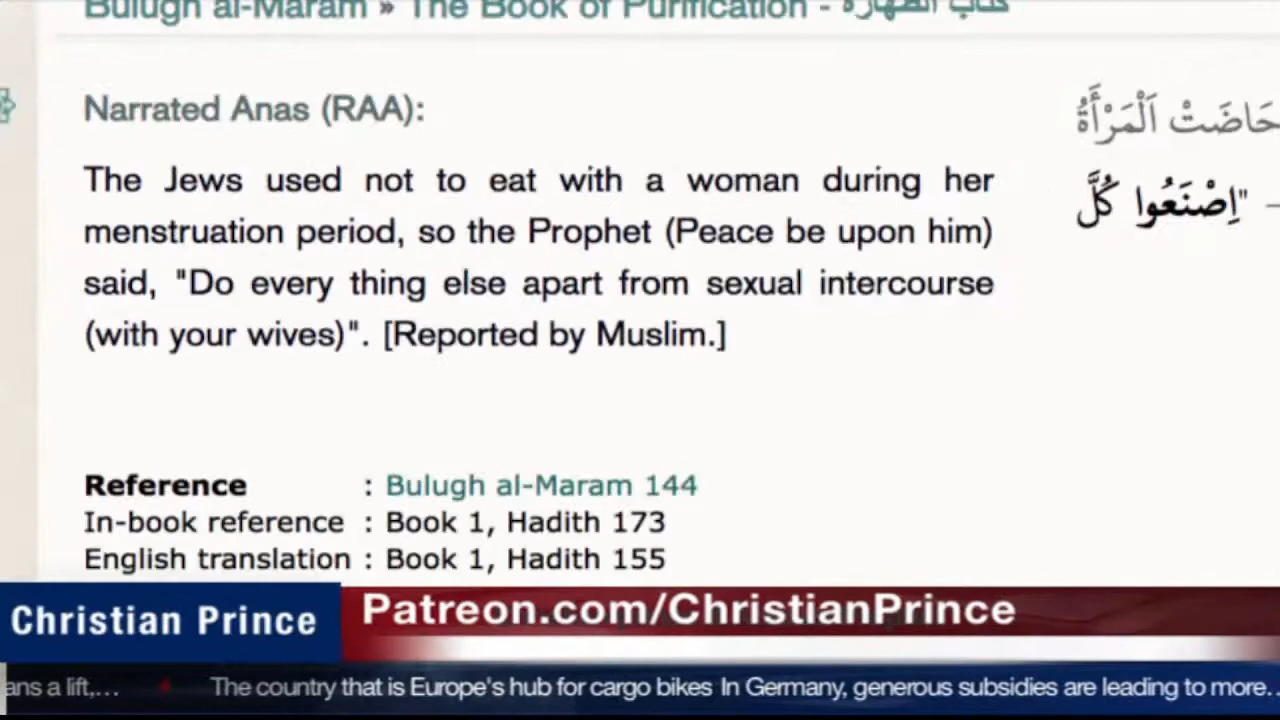 Bulugh al-Maram » The Book of Purification - كتاب الطهارة
Narrated Anas (RAA):
حَاضَتْ اَلْمَرْأَةُ
The Jews used not to eat with a woman during her
menstruation period, so the Prophet (Peace be upon him)
– "اِصْنَعُوا كُلَّ
said, "Do every thing else apart from sexual intercourse
(with your wives)". [Reported by Muslim.]
Reference : Bulugh al-Maram 144
In-book reference : Book 1, Hadith 173
English translation : Book 1, Hadith 155
Christian Prince
Patreon.com/ChristianPrince
ans a lift,... The country that is Europe's hub for cargo bikes In Germany, generous subsidies are leading to more..